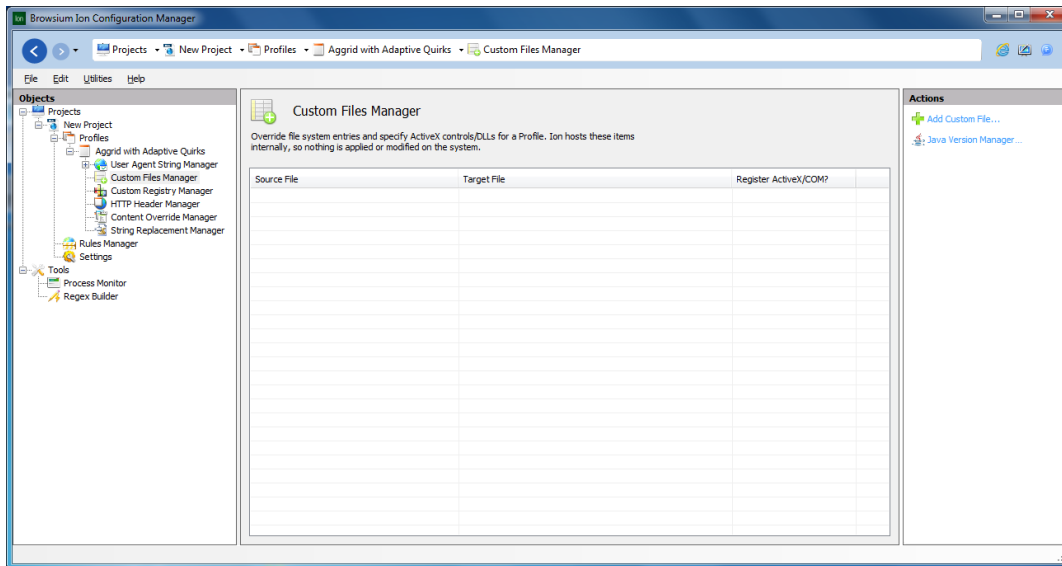 Ion Browsium Ion Configuration Manager
Projects New Project Profiles Aggrid with Adaptive Quirks Custom Files Manager
File Edit Utilities Help
Objects
Projects
New Project
Profiles
Aggrid with Adaptive Quirks
User Agent String Manager
Custom Files Manager
Custom Registry Manager
HTTP Header Manager
Content Override Manager
String Replacement Manager
Rules Manager
Settings
Tools
Process Monitor
Regex Builder
Custom Files Manager
Override file system entries and specify ActiveX controls/DLLs for a Profile. Ion hosts these items
internally, so nothing is applied or modified on the system.
Source File Target File Register ActiveX/COM?
Actions
Add Custom File...
Java Version Manager...